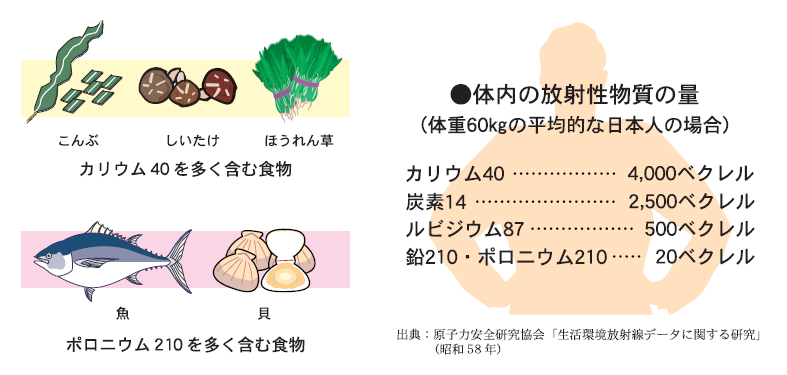 こんぶ
しいたけ
ほうれん草
カリウム40を多く含む食物
魚
貝
ポロニウム210を多く含む食物
●体内の放射性物質の量
（体重60kgの平均的な日本人の場合）
カリウム40 ……………… 4,000ベクレル
炭素14 …………………… 2,500ベクレル
ルビジウム87 ……………… 500ベクレル
鉛210・ポロニウム210 ‥… 20ベクレル
出典：原子力安全研究協会「生活環境放射線データに関する研究」
（昭和58年）